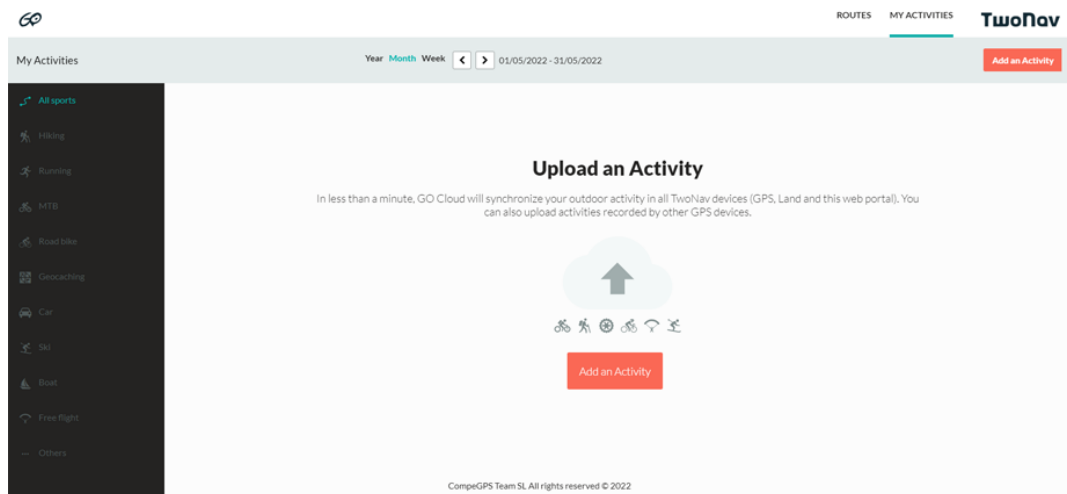 GO
ROUTES MY ACTIVITIES TwoNav
My Activities Year Month Week 01/05/2022 - 31/05/2022 Add an Activity
All sports
Hiking
Running
MTB
Road bike
Geocaching
Car
Ski
Boat
Free flight
Others
Upload an Activity
In less than a minute, GO Cloud will synchronize your outdoor activity in all TwoNav devices (GPS, Land and this web portal). You
can also upload activities recorded by other GPS devices.
Add an Activity
CompeGPS Team SL All rights reserved © 2022